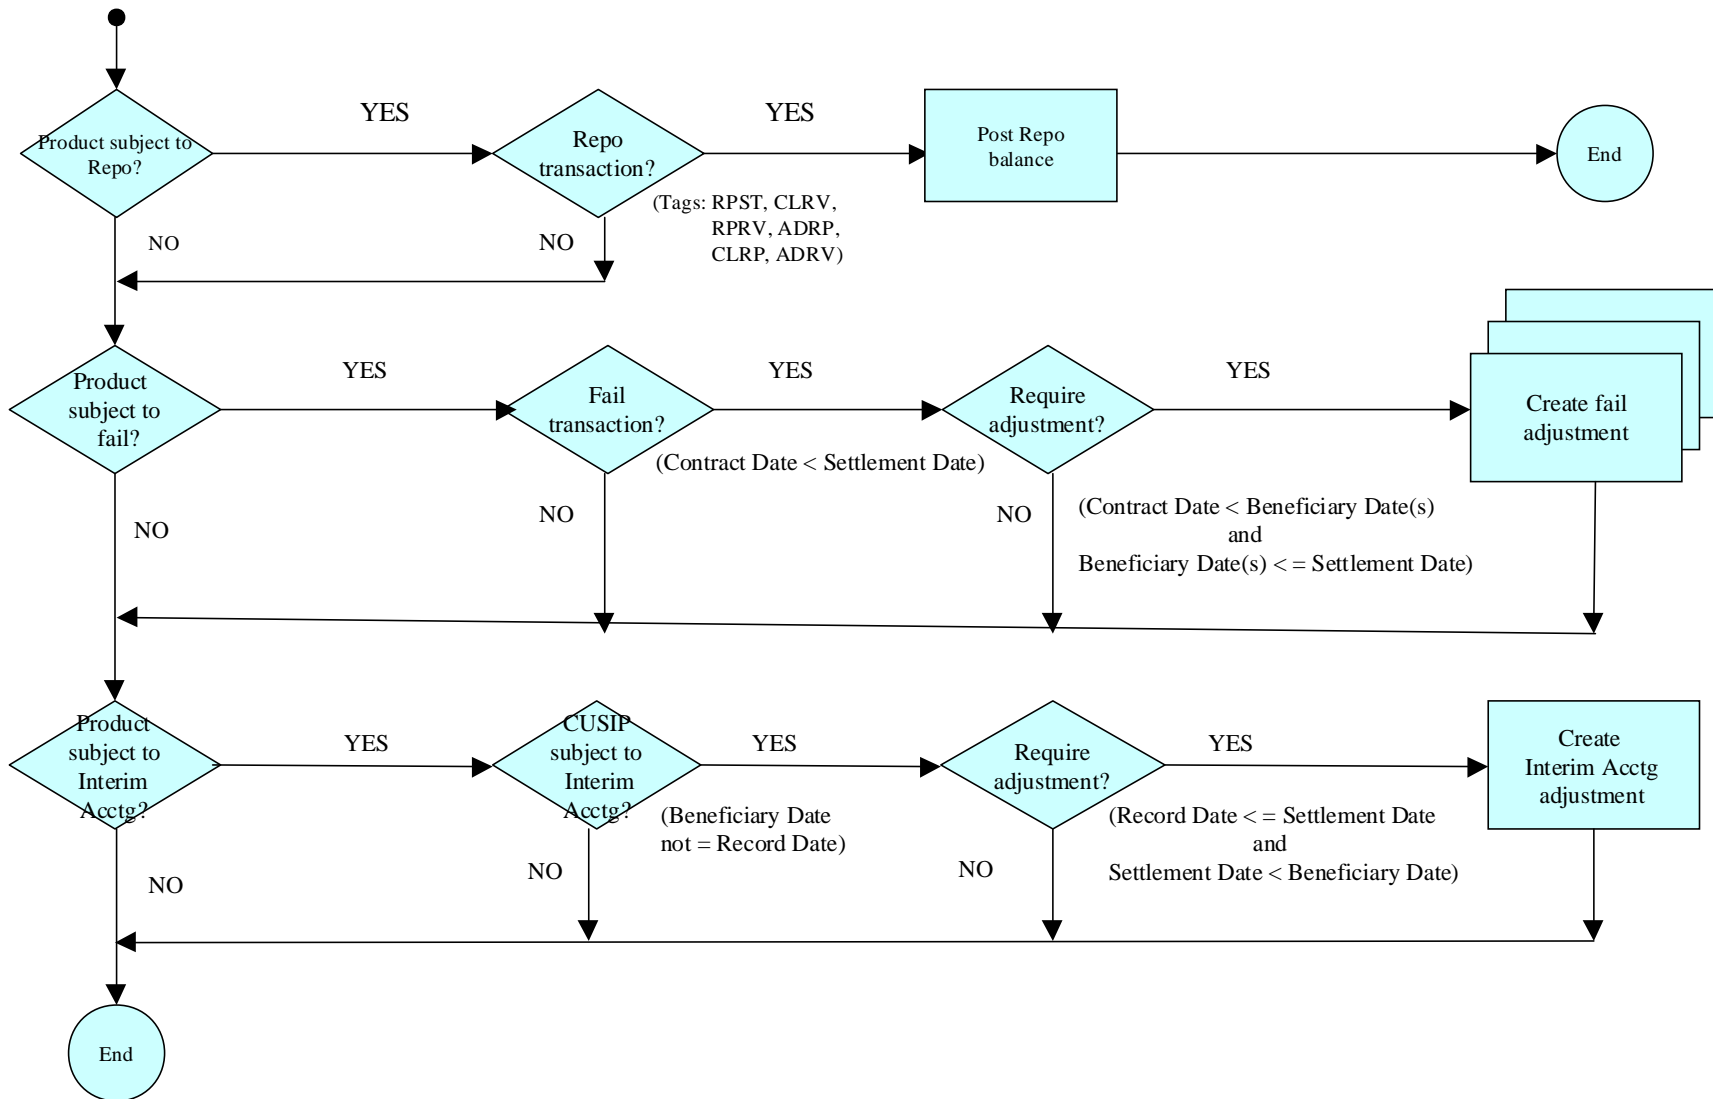 YES
YES
Product subject to
Repo?
Repo
transaction?
Post Repo
balance
End
(Tags: RPST, CLRV,
RPRV, ADRP,
CLRP, ADRV)
NO
NO
YES
YES
YES
Product
subject to
fail?
Fail
transaction?
Require
adjustment?
Create fail
adjustment
(Contract Date < Settlement Date)
NO
NO
NO
(Contract Date < Beneficiary Date(s)
and
Beneficiary Date(s) < = Settlement Date)
Product
subject to
Interim
Acctg?
YES
CUSIP
subject to
Interim
Acctg?
YES
Require
adjustment?
YES
Create
Interim Acctg
adjustment
(Beneficiary Date
not = Record Date)
(Record Date < = Settlement Date
and
Settlement Date < Beneficiary Date)
NO
NO
NO
End